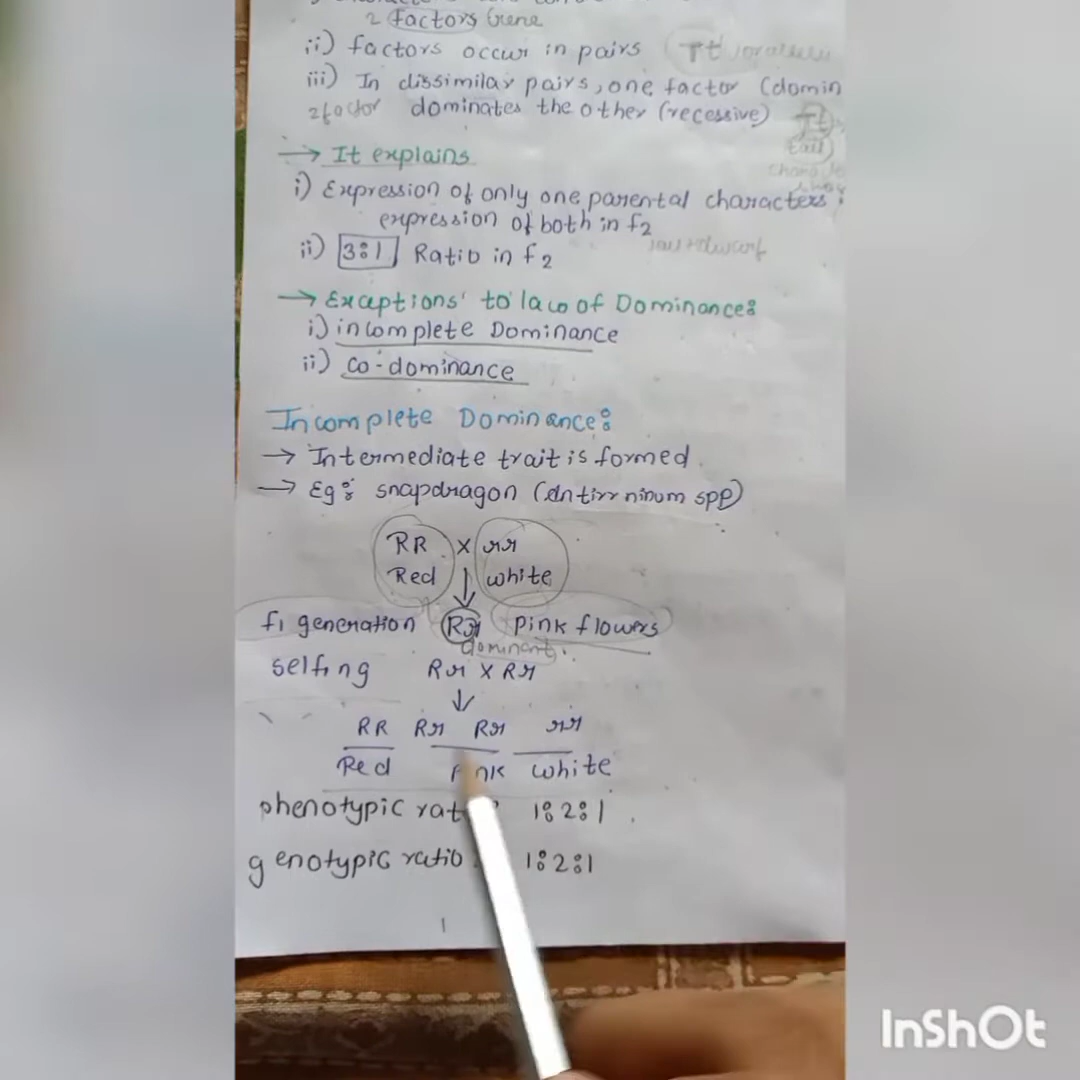 2 factors Gene
ii) factors occur in pairs Tt
iii) In dissimilar pairs, one factor (domin
2 factor dominates the other (recessive) Tt
→ It explains
i) Expression of only one parental characters
expression of both in f2
ii) 3:1 Ratio in f2
→ Exceptions to law of Dominance:
i) incomplete Dominance
ii) co-dominance
Incomplete Dominance:
→ Intermediate trait is formed.
→ Eg: snapdragon (Antirrninum spp)
RR x rr
Red white
f1 generation Rr pink flowers
dominant.
selfing Rr x Rr
RR Rr Rr rr
Red white
phenotypic 1:2:1
genotypic ratio 1:2:1
InShOt